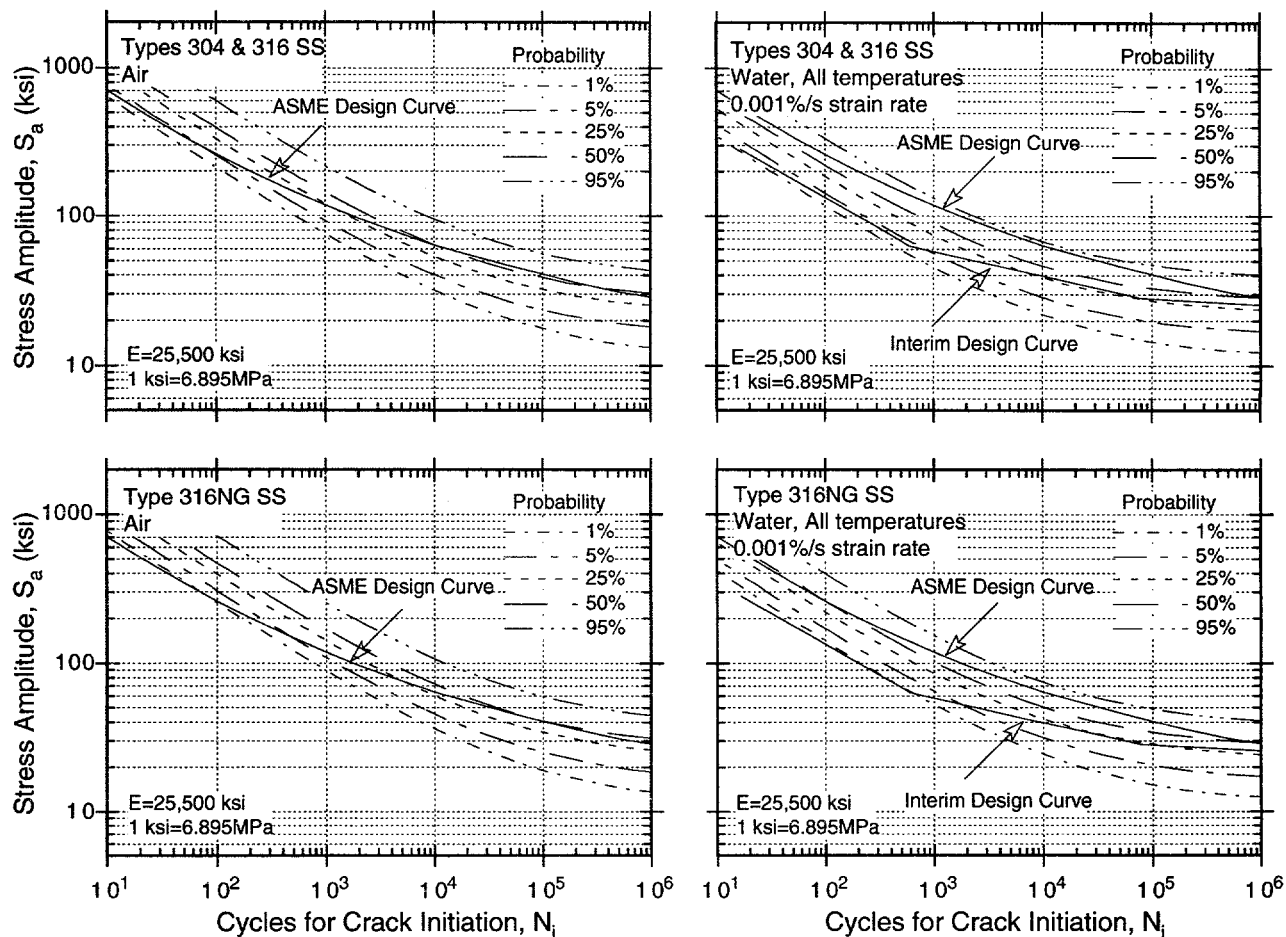 Types 304 & 316 SS
Air
ASME Design Curve
Probability
1%
5%
25%
50%
95%
E=25,500 ksi
1 ksi=6.895MPa
1000
100
10
Stress Amplitude, Sa (ksi)
Types 304 & 316 SS
Water, All temperatures
0.001%/s strain rate
Probability
1%
5%
25%
50%
95%
ASME Design Curve
Interim Design Curve
E=25,500 ksi
1 ksi=6.895MPa
Type 316NG SS
Air
ASME Design Curve
Probability
1%
5%
25%
50%
95%
E=25,500 ksi
1 ksi=6.895MPa
1000
100
10
Stress Amplitude, Sa (ksi)
10^1 10^2 10^3 10^4 10^5 10^6
Cycles for Crack Initiation, Ni
Type 316NG SS
Water, All temperatures
0.001%/s strain rate
Probability
1%
5%
25%
50%
95%
ASME Design Curve
Interim Design Curve
E=25,500 ksi
1 ksi=6.895MPa
10^1 10^2 10^3 10^4 10^5 10^6
Cycles for Crack Initiation, Ni